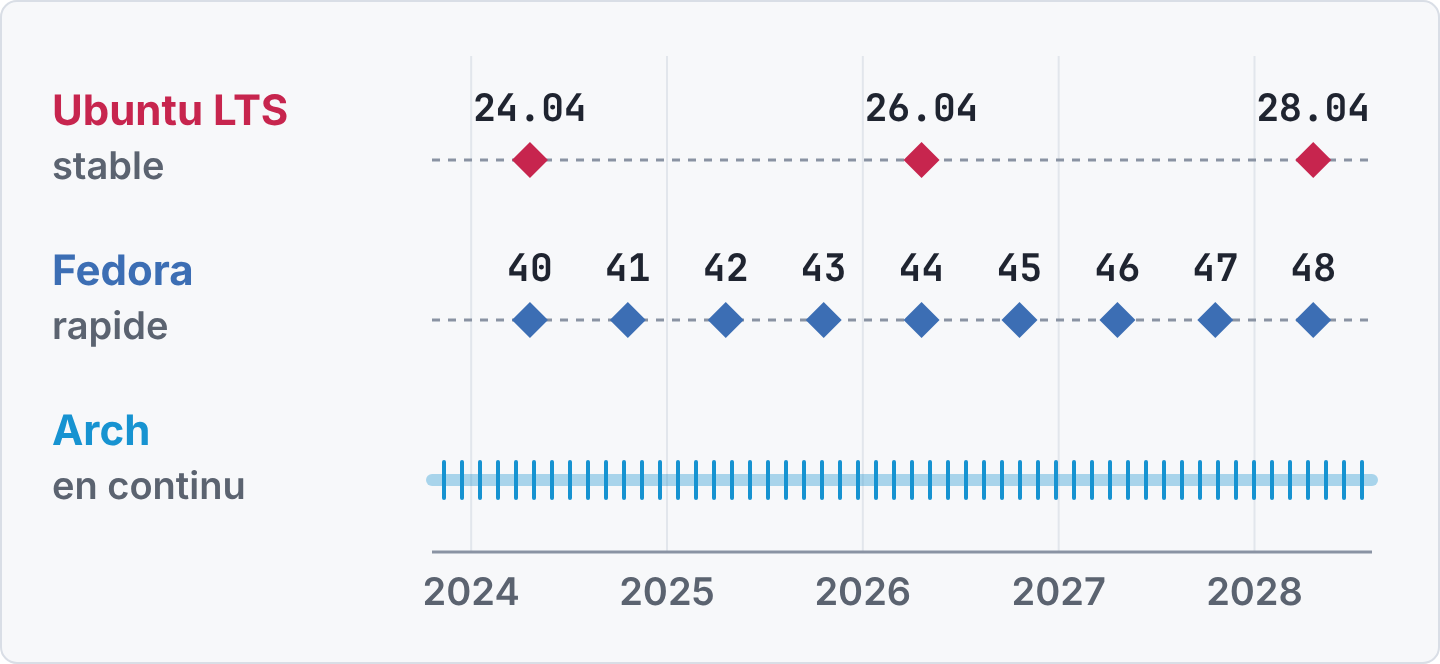 Ubuntu LTS
24.04 26.04 28.04
stable
Fedora
40 41 42 43 44 45 46 47 48
rapide
Arch
en continu
2024 2025 2026 2027 2028